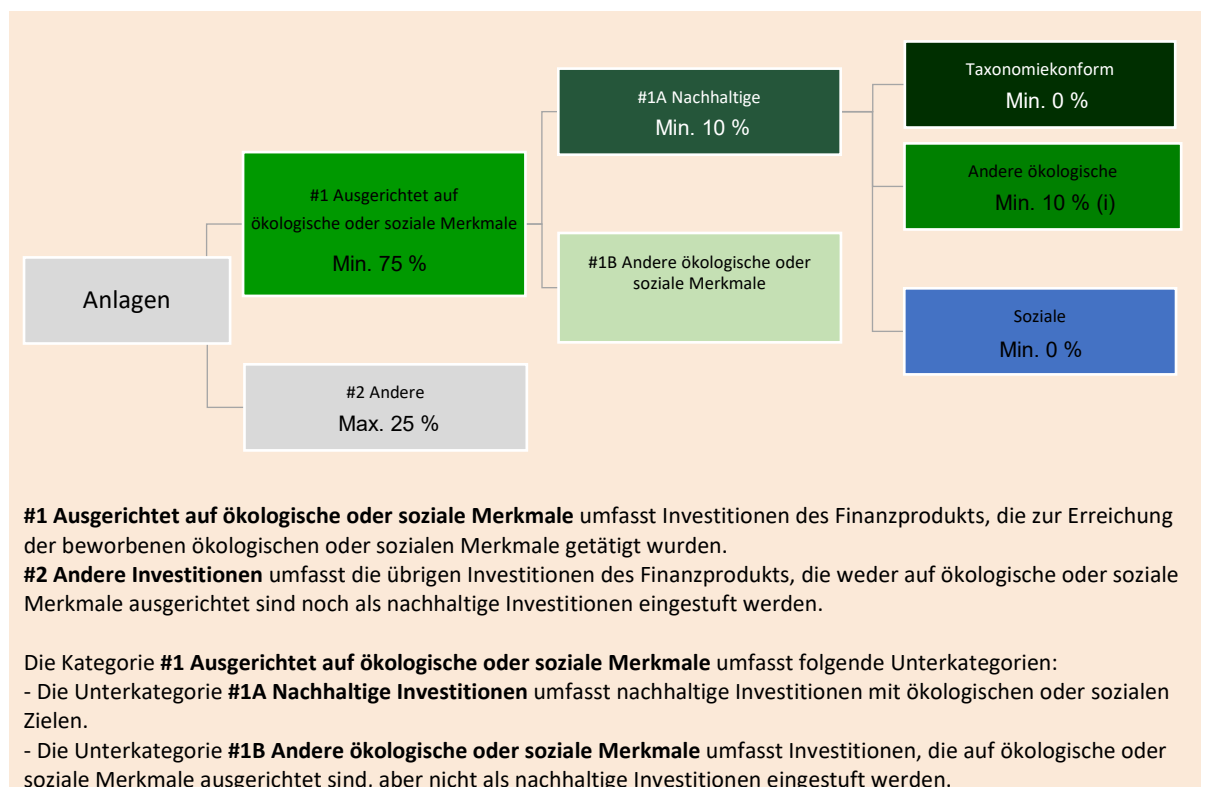 Anlagen
#1 Ausgerichtet auf
ökologische oder soziale Merkmale
Min. 75 %
#2 Andere
Max. 25 %
#1A Nachhaltige
Min. 10 %
#1B Andere ökologische oder
soziale Merkmale
Taxonomiekonform
Min. 0 %
Andere ökologische
Min. 10 % (i)
Soziale
Min. 0 %
#1 Ausgerichtet auf ökologische oder soziale Merkmale umfasst Investitionen des Finanzprodukts, die zur Erreichung
der beworbenen ökologischen oder sozialen Merkmale getätigt wurden.
#2 Andere Investitionen umfasst die übrigen Investitionen des Finanzprodukts, die weder auf ökologische oder soziale
Merkmale ausgerichtet sind noch als nachhaltige Investitionen eingestuft werden.
Die Kategorie #1 Ausgerichtet auf ökologische oder soziale Merkmale umfasst folgende Unterkategorien:
- Die Unterkategorie #1A Nachhaltige Investitionen umfasst nachhaltige Investitionen mit ökologischen oder sozialen
Zielen.
- Die Unterkategorie #1B Andere ökologische oder soziale Merkmale umfasst Investitionen, die auf ökologische oder
soziale Merkmale ausgerichtet sind, aber nicht als nachhaltige Investitionen eingestuft werden.